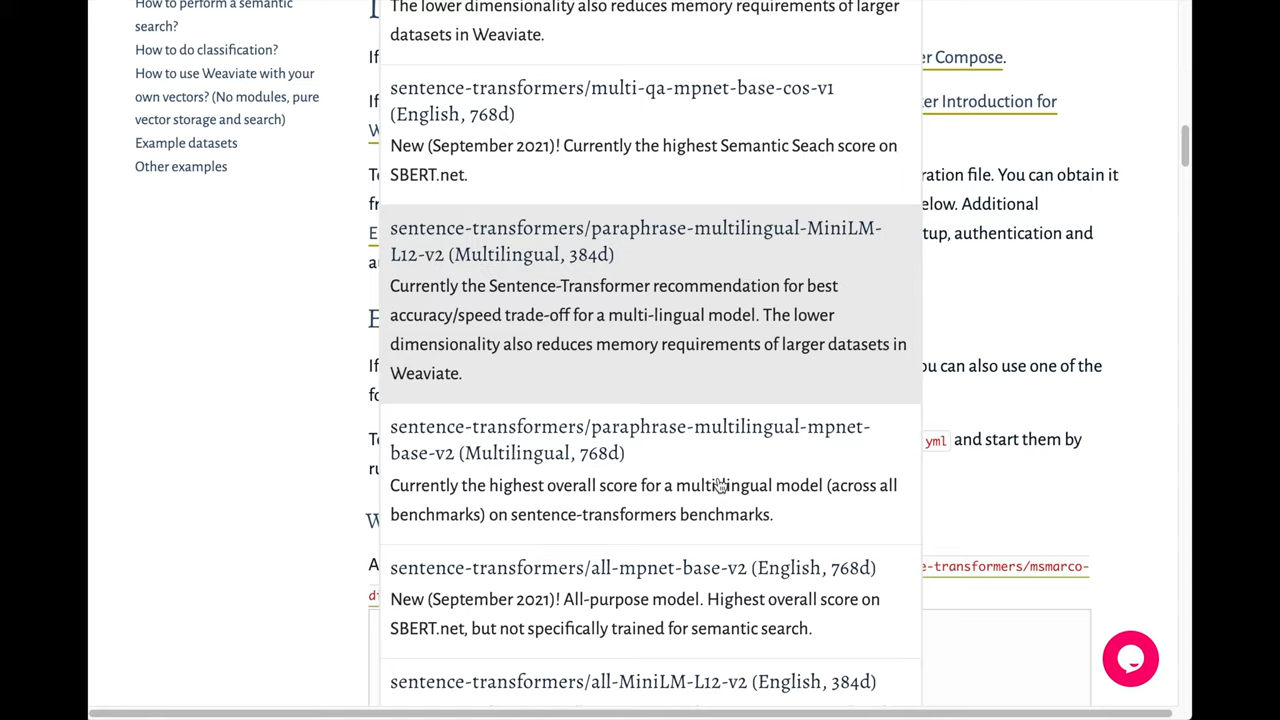 How to perform a semantic
search?
How to do classification?
How to use Weaviate with your
own vectors? (No modules, pure
vector storage and search)
Example datasets
Other examples
The lower dimensionality also reduces memory requirements of larger
datasets in Weaviate.
sentence-transformers/multi-qa-mpnet-base-cos-v1
(English, 768d)
New (September 2021)! Currently the highest Semantic Seach score on
SBERT.net.
sentence-transformers/paraphrase-multilingual-MiniLM-
L12-v2 (Multilingual, 384d)
Currently the Sentence-Transformer recommendation for best
accuracy/speed trade-off for a multi-lingual model. The lower
dimensionality also reduces memory requirements of larger datasets in
Weaviate.
sentence-transformers/paraphrase-multilingual-mpnet-
base-v2 (Multilingual, 768d)
Currently the highest overall score for a multilingual model (across all
benchmarks) on sentence-transformers benchmarks.
sentence-transformers/all-mpnet-base-v2 (English, 768d)
New (September 2021)! All-purpose model. Highest overall score on
SBERT.net, but not specifically trained for semantic search.
sentence-transformers/all-MiniLM-L12-v2 (English, 384d)
er Compose.
er Introduction for
ration file. You can obtain it
elow. Additional
tup, authentication and
ou can also use one of the
yml and start them by
e-transformers/msmarco-